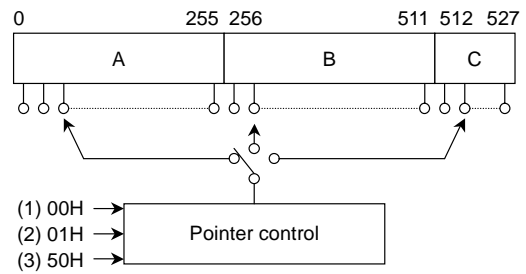 0 255 256 511 512 527
A B C
(1) 00H
(2) 01H Pointer control
(3) 50H